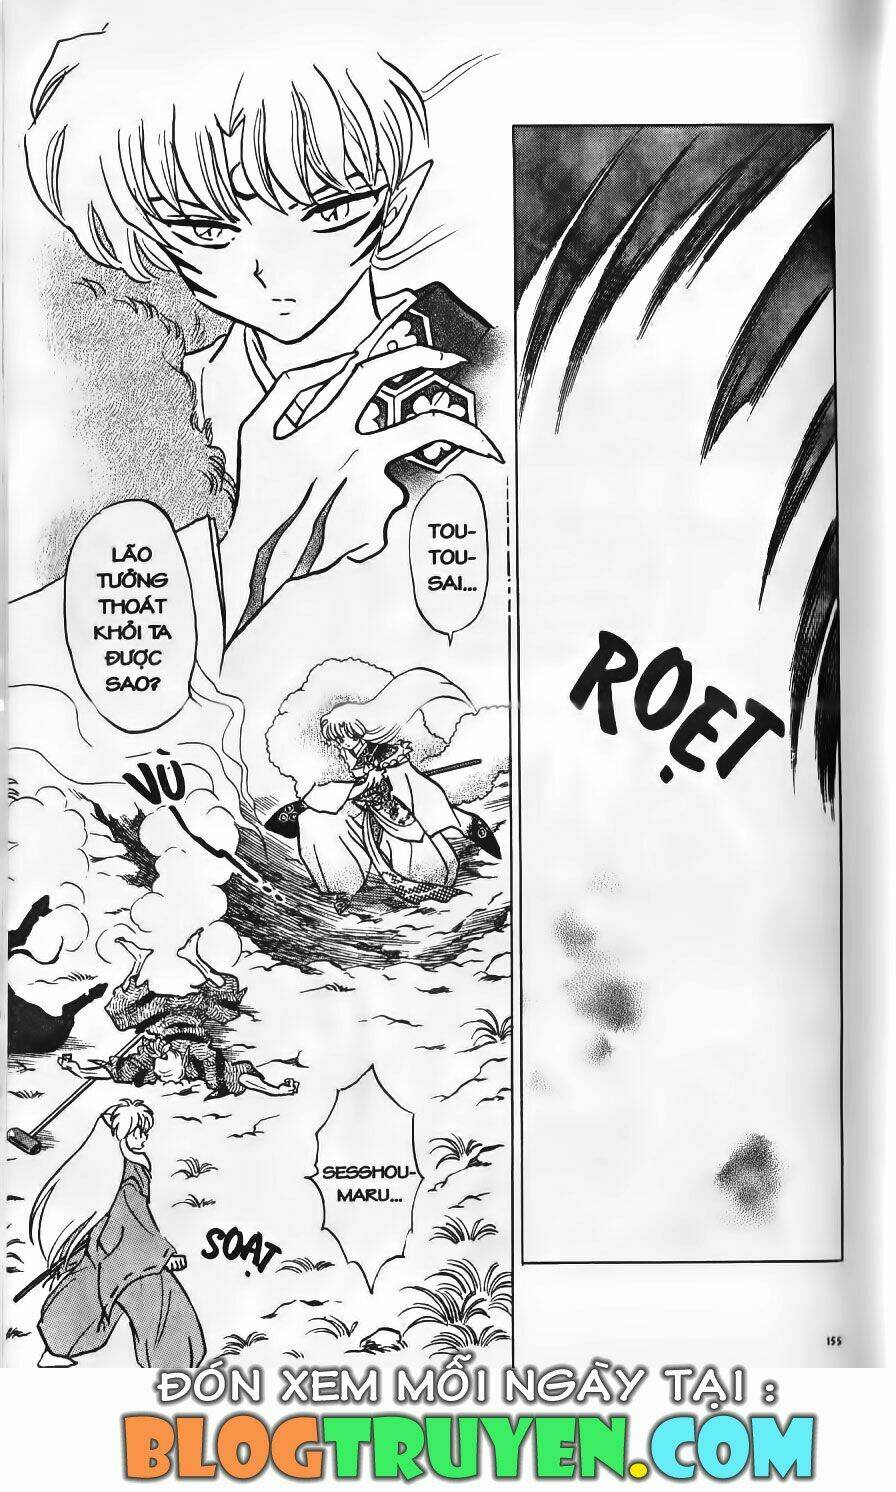 ROẸT
TOU-
TOU-
SAI...
LÃO
TƯỞNG
THOÁT
KHỎI TA
ĐƯỢC
SAO?
VÙ
SESSHOU-
MARU...
SOẠT
155
ĐÓN XEM MỖI NGÀY TẠI :
BLOGTRUYEN.COM